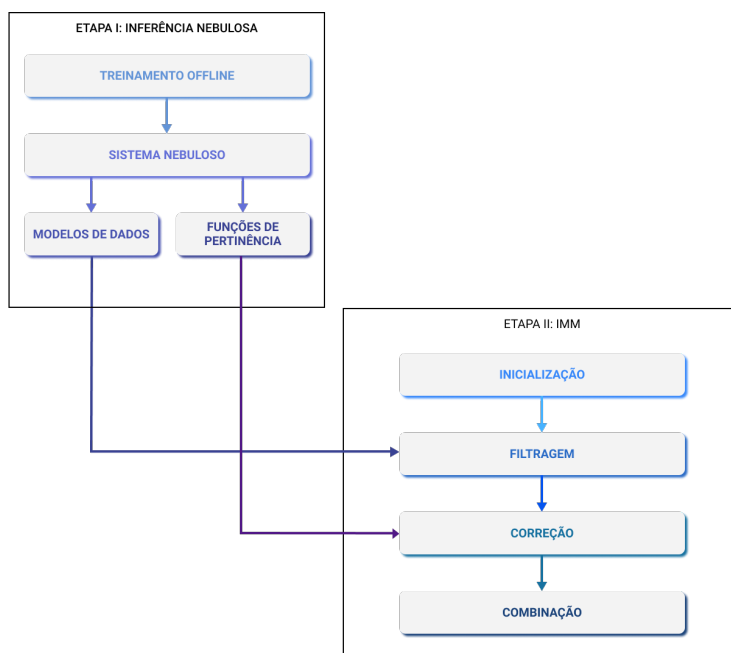 ETAPA I: INFERÊNCIA NEBULOSA
TREINAMENTO OFFLINE
SISTEMA NEBULOSO
MODELOS DE DADOS
FUNÇÕES DE
PERTINÊNCIA
ETAPA II: IMM
INICIALIZAÇÃO
FILTRAGEM
CORREÇÃO
COMBINAÇÃO